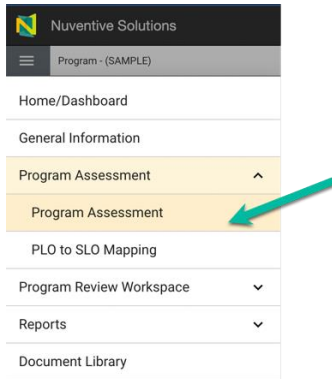 Nuventive Solutions
Program - (SAMPLE)
Home/Dashboard
General Information
Program Assessment
Program Assessment
PLO to SLO Mapping
Program Review Workspace
Reports
Document Library